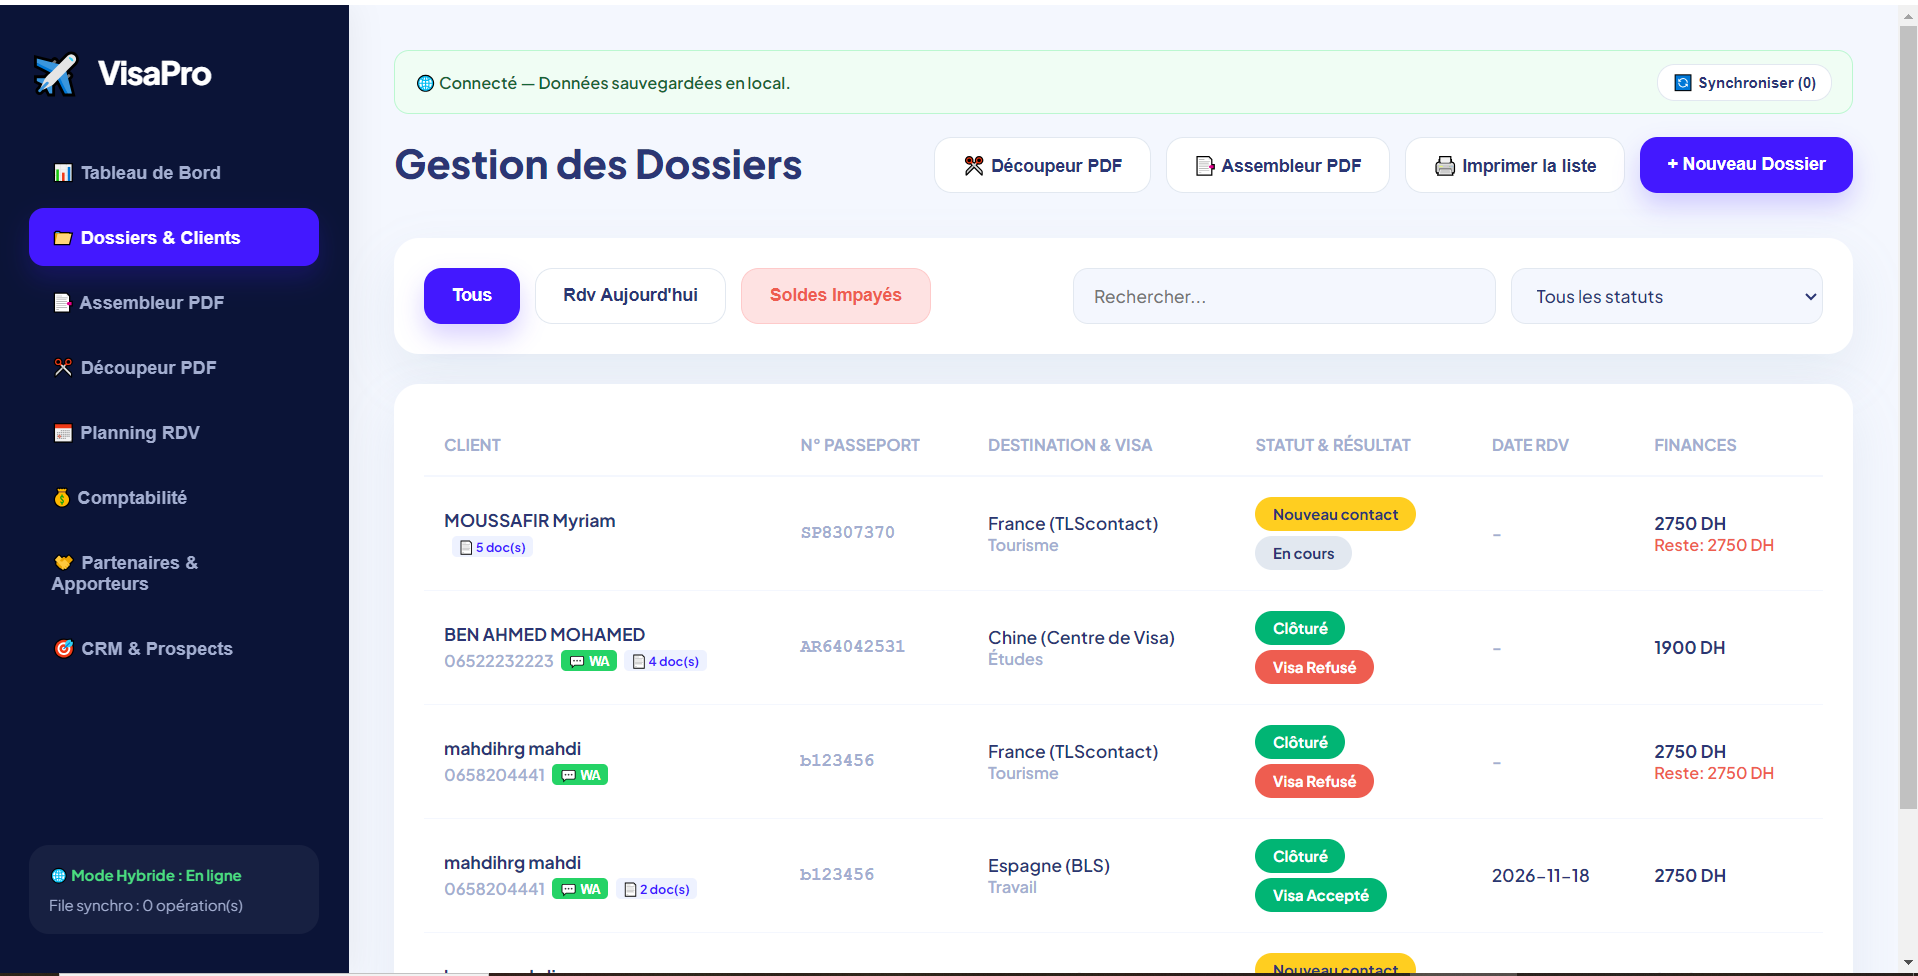 VisaPro
Tableau de Bord
Dossiers & Clients
Assembleur PDF
Découpeur PDF
Planning RDV
Comptabilité
Partenaires &
Apporteurs
CRM & Prospects
Mode Hybride : En ligne
File synchro : 0 opération(s)
Connecté — Données sauvegardées en local.
Synchroniser (0)
Gestion des Dossiers
Découpeur PDF
Assembleur PDF
Imprimer la liste
+ Nouveau Dossier
Tous
Rdv Aujourd'hui
Soldes Impayés
Rechercher...
Tous les statuts
CLIENT N° PASSEPORT DESTINATION & VISA STATUT & RÉSULTAT DATE RDV FINANCES
MOUSSAFIR Myriam
5 doc(s)
SP8307370
France (TLScontact)
Tourisme
Nouveau contact
En cours
-
2750 DH
Reste: 2750 DH
BEN AHMED MOHAMED
06522232223 WA 4 doc(s)
AR64042531
Chine (Centre de Visa)
Études
Clôturé
Visa Refusé
-
1900 DH
mahdihrg mahdi
0658204441 WA
b123456
France (TLScontact)
Tourisme
Clôturé
Visa Refusé
-
2750 DH
Reste: 2750 DH
mahdihrg mahdi
0658204441 WA 2 doc(s)
b123456
Espagne (BLS)
Travail
Clôturé
Visa Accepté
2026-11-18
2750 DH
Nouveau contact